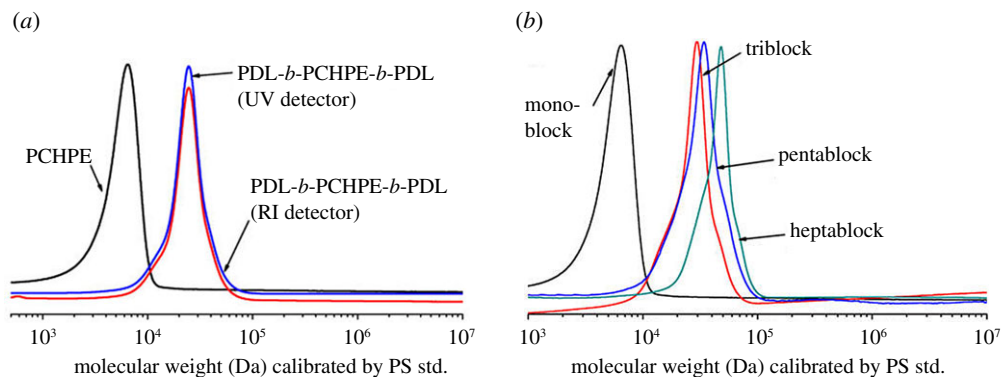 (a)
PDL-b-PCHPE-b-PDL
(UV detector)
PCHPE
PDL-b-PCHPE-b-PDL
(RI detector)
10³ 10⁴ 10⁵ 10⁶ 10⁷
molecular weight (Da) calibrated by PS std.
(b)
triblock
mono-
block
pentablock
heptablock
10³ 10⁴ 10⁵ 10⁶ 10⁷
molecular weight (Da) calibrated by PS std.